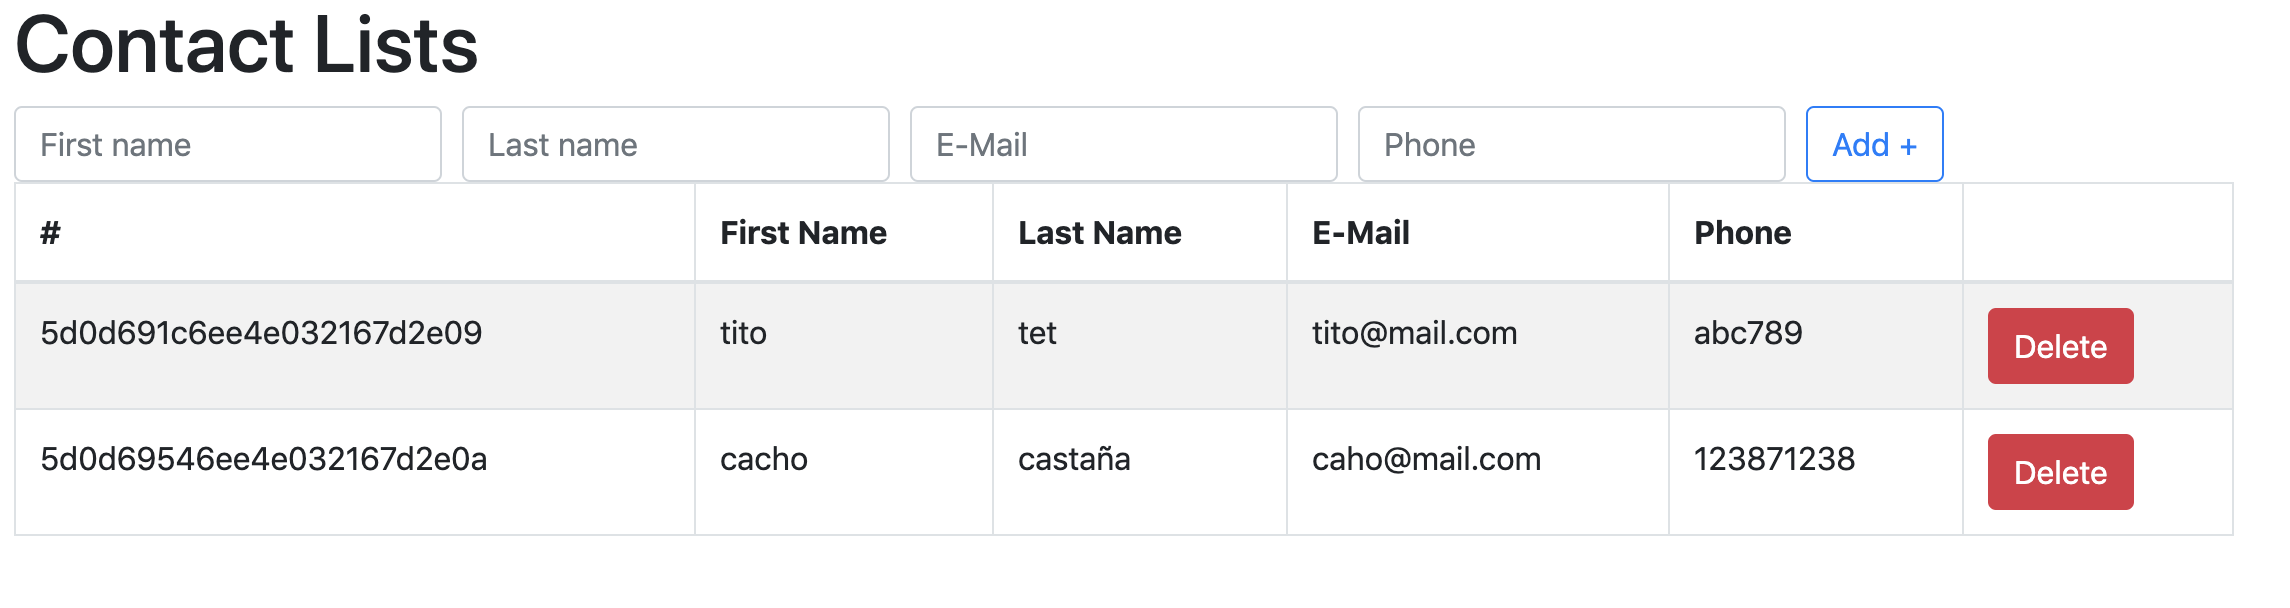 Contact Lists
First name Last name E-Mail Phone Add +
# First Name Last Name E-Mail Phone
5d0d691c6ee4e032167d2e09 tito tet tito@mail.com abc789 Delete
5d0d69546ee4e032167d2e0a cacho castaña caho@mail.com 123871238 Delete